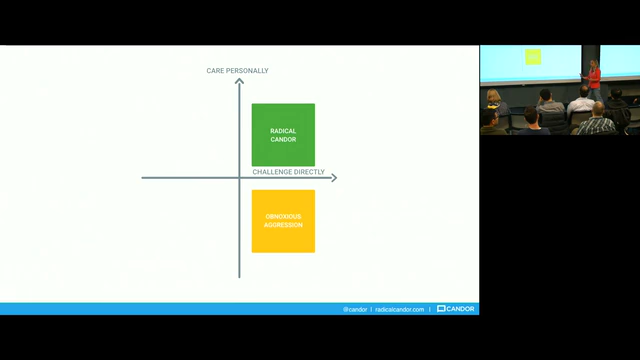 CARE PERSONALLY
RADICAL
CANDOR
CHALLENGE DIRECTLY
OBNOXIOUS
AGGRESSION
@candor | radicalcandor.com |
CANDOR